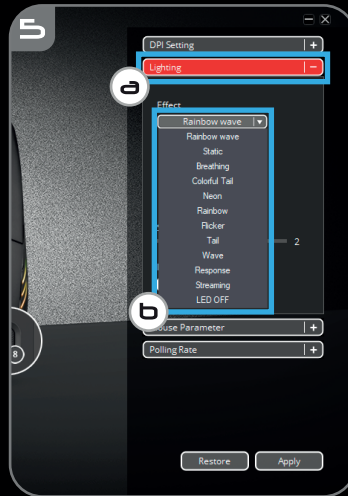 5
DPI Setting
Lighting
a
Effect
Rainbow wave
Rainbow wave
Static
Breathing
Colorful Tail
Neon
Rainbow
Flicker
Tail
2
Wave
Response
Streaming
LED OFF
b
ouse Parameter
8
Polling Rate
Restore
Apply